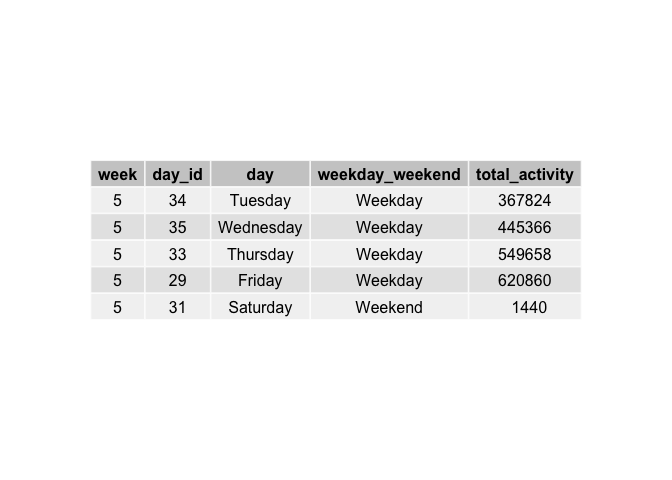 week day_id day weekday_weekend total_activity
5 34 Tuesday Weekday 367824
5 35 Wednesday Weekday 445366
5 33 Thursday Weekday 549658
5 29 Friday Weekday 620860
5 31 Saturday Weekend 1440